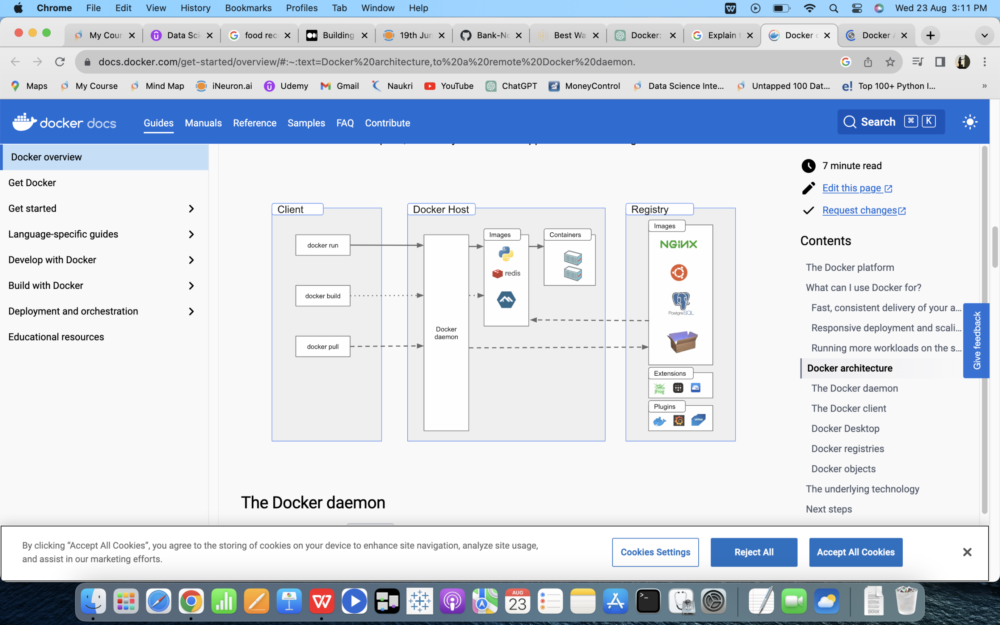 Chrome File Edit View History Bookmarks Profiles Tab Window Help Wed 23 Aug 3:11 PM
My Cour Data Sci food rec Building 19th Jun Bank-No Best Wa Docker: Explain Docker Docker
docs.docker.com/get-started/overview/#:~:text=Docker%20architecture,to%20a%20remote%20Docker%20daemon.
Maps My Course Mind Map iNeuron.ai Udemy Gmail Naukri YouTube ChatGPT MoneyControl Data Science Inte... Untapped 100 Dat... e! Top 100+ Python I... »
docker docs Guides Manuals Reference Samples FAQ Contribute Search ⌘ K
Docker overview
Get Docker
Get started
Language-specific guides
Develop with Docker
Build with Docker
Deployment and orchestration
Educational resources
Client
docker run
docker build
docker pull
Docker Host
Docker
daemon
Images
redis
Containers
Registry
Images
NGINX
PostgreSQL
Extensions
JFrog
Plugins
vmw
The Docker daemon
7 minute read
Edit this page
Request changes
Contents
The Docker platform
What can I use Docker for?
Fast, consistent delivery of your a...
Responsive deployment and scali...
Running more workloads on the s...
Docker architecture
The Docker daemon
The Docker client
Docker Desktop
Docker registries
Docker objects
The underlying technology
Next steps
Give feedback
By clicking “Accept All Cookies”, you agree to the storing of cookies on your device to enhance site navigation, analyze site usage,
and assist in our marketing efforts.
Cookies Settings Reject All Accept All Cookies
AUG
23
DOCX